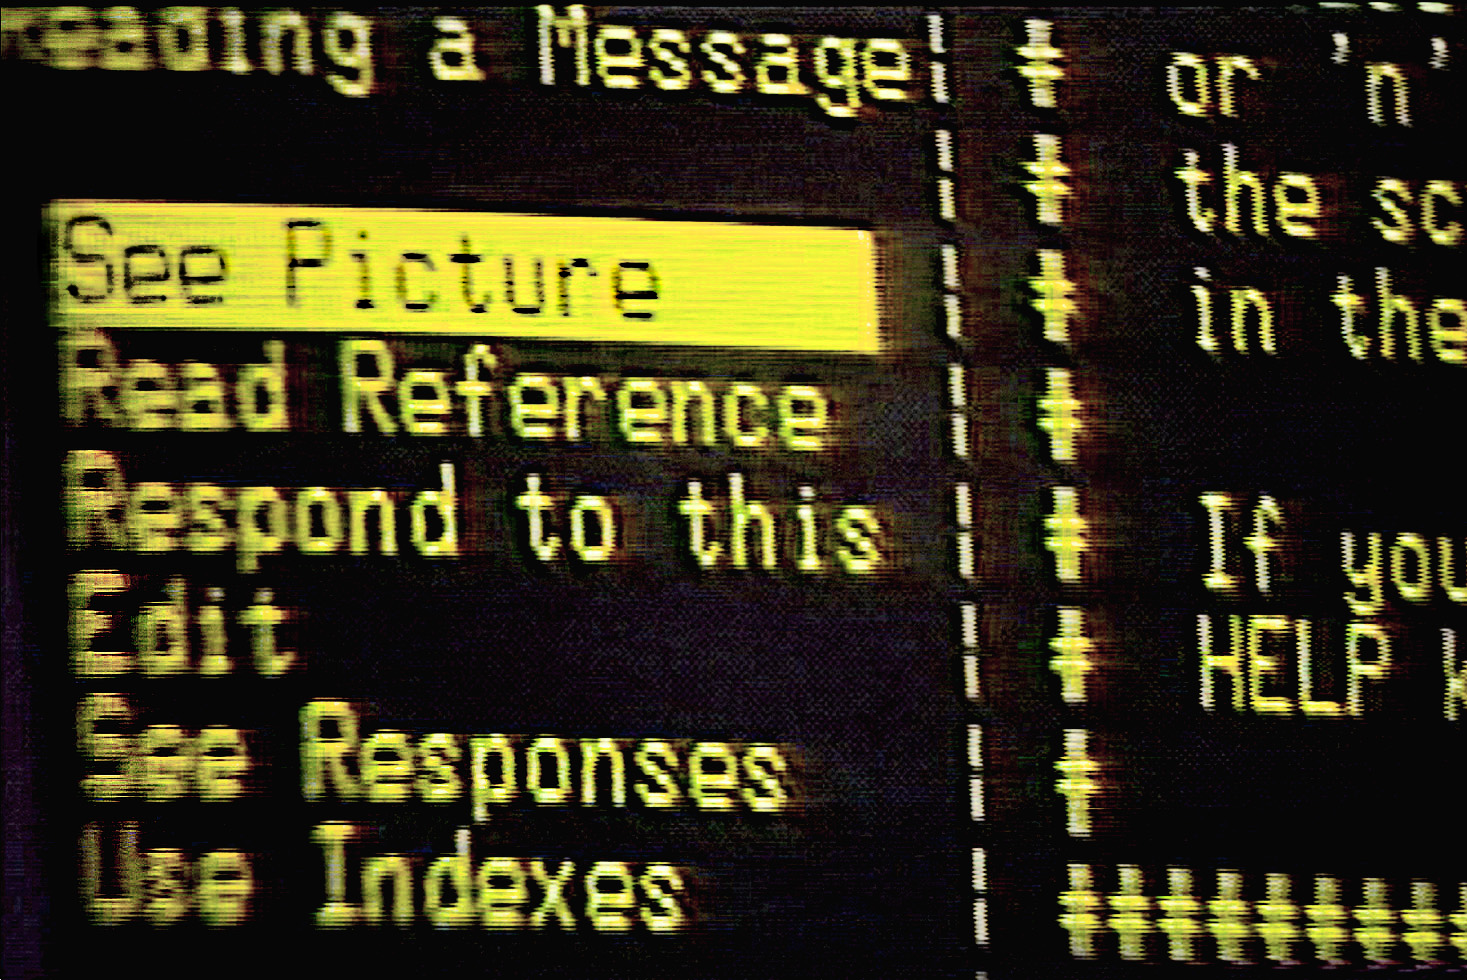 Reading a Message
See Picture
Read Reference
Respond to this
Edit
See Responses
Use Indexes
or 'n'
the sc
in the
If you
HELP k